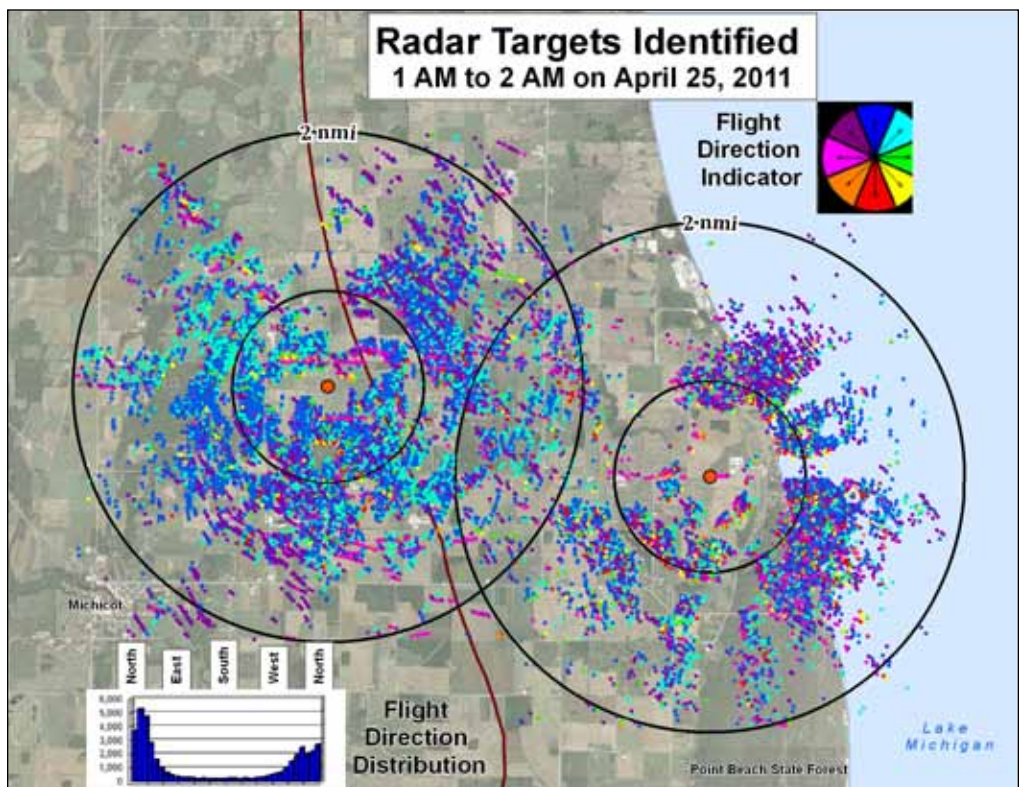 Radar Targets Identified
1 AM to 2 AM on April 25, 2011
Flight
Direction
Indicator
2-nmi
2-nmi
Michicot
North
East
South
West
North
6,000
5,000
4,000
3,000
2,000
1,000
0
Flight
Direction
Distribution
Lake
Michigan
Point Beach State Forest